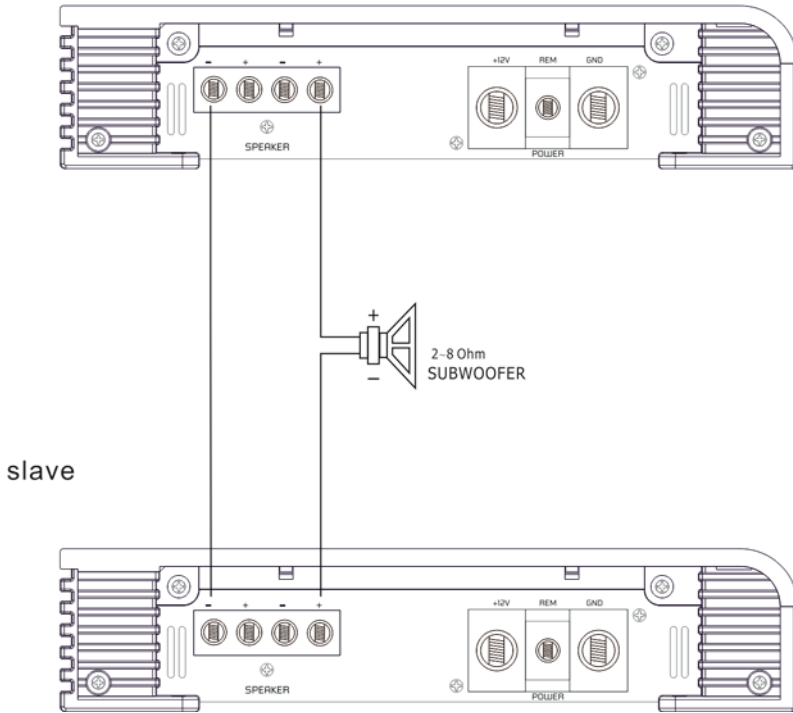 – + – +
+12V REM GND
SPEAKER
POWER
+
2~8 Ohm
SUBWOOFER
–
slave
– + – +
+12V REM GND
SPEAKER
POWER